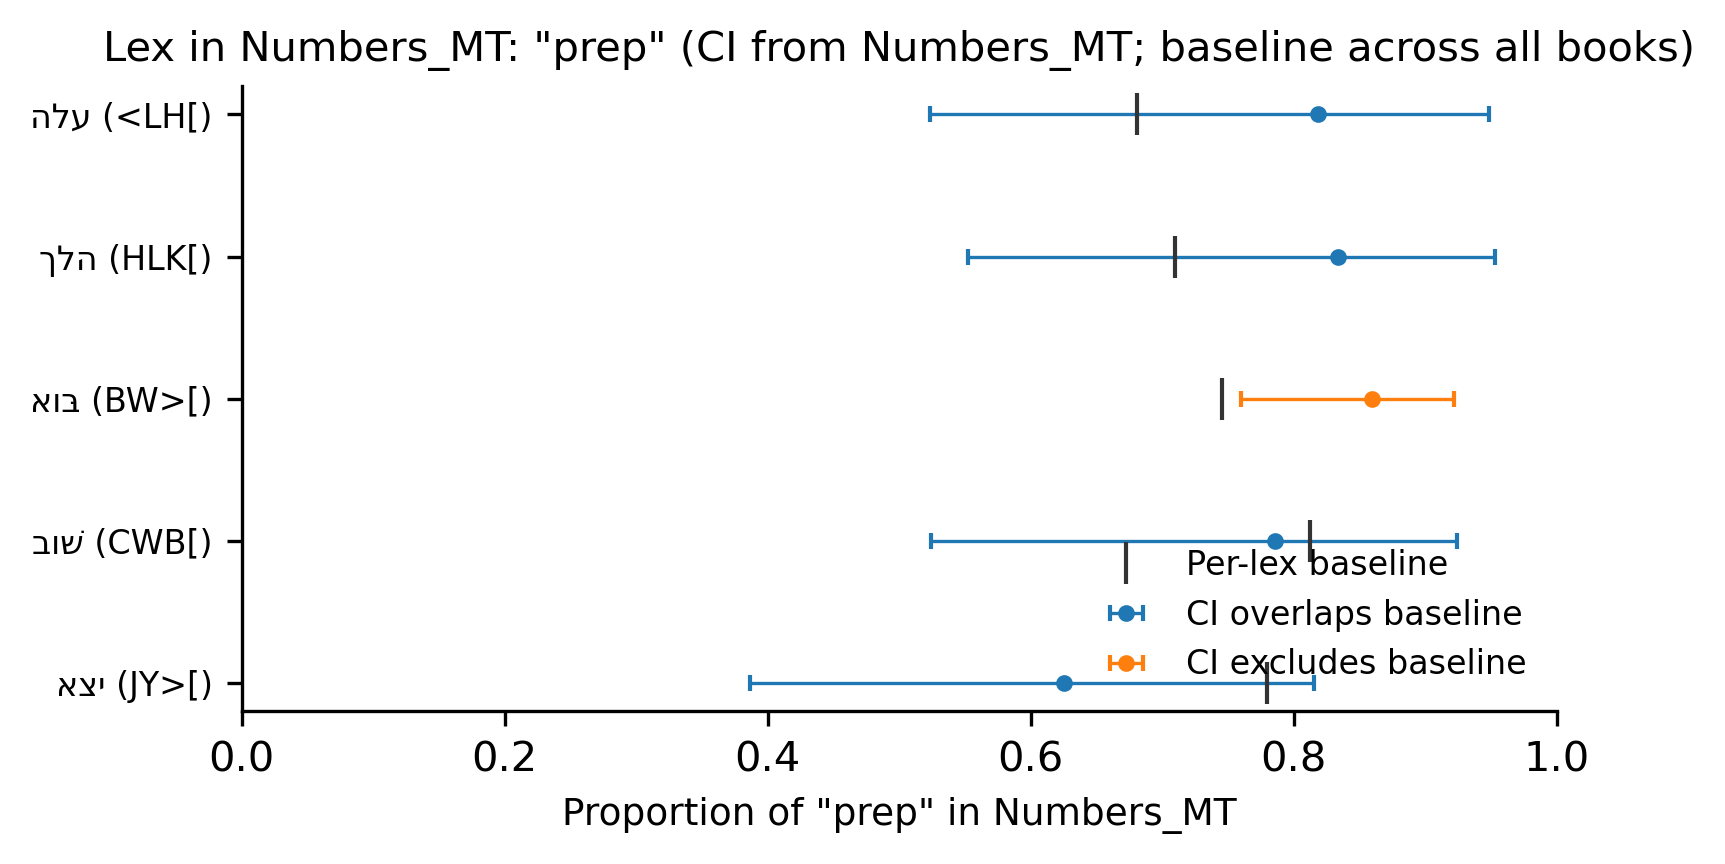 Lex in Numbers_MT: "prep" (CI from Numbers_MT; baseline across all books)
עלה (<LH[)
הלך (HLK[)
בּוא (BW>[)
שׁוב (CWB[)
Per-lex baseline
CI overlaps baseline
CI excludes baseline
יצא (JY>[)
0.0 0.2 0.4 0.6 0.8 1.0
Proportion of "prep" in Numbers_MT